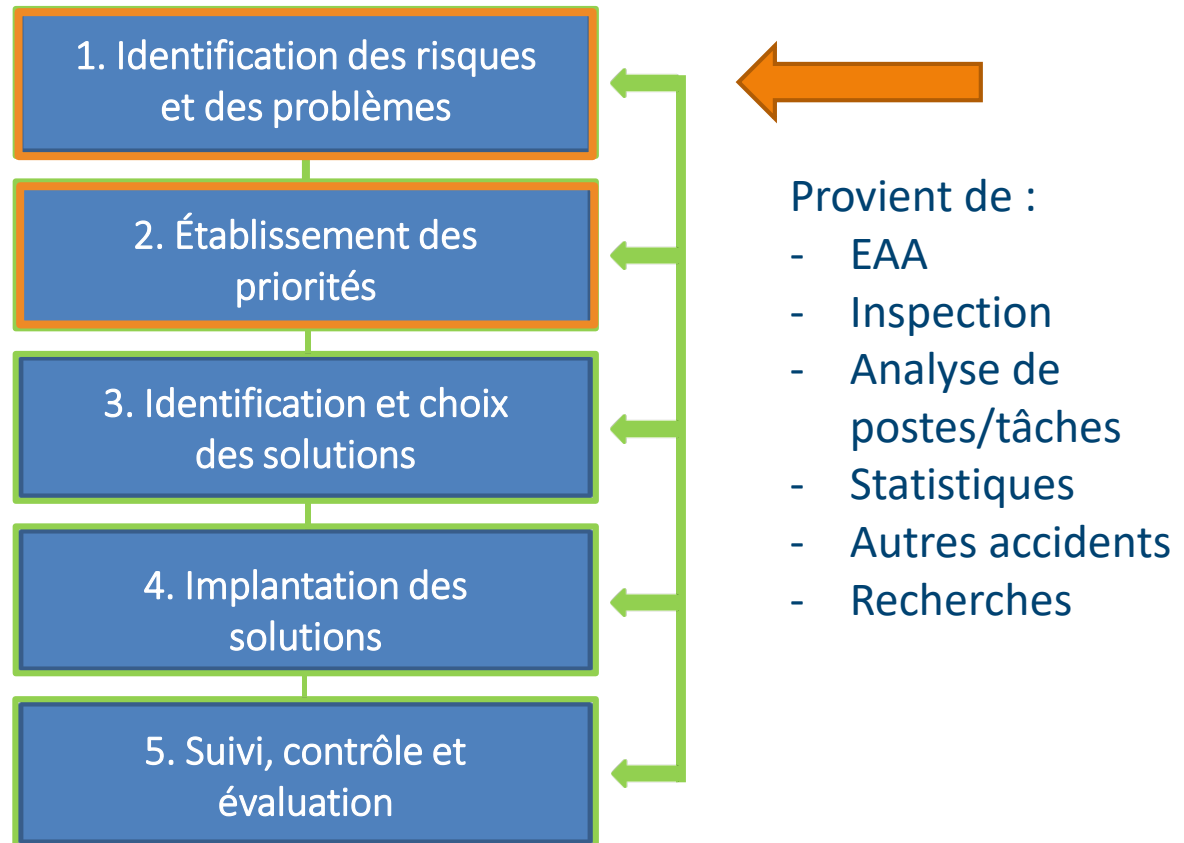 1. Identification des risques
et des problèmes
2. Établissement des
priorités
3. Identification et choix
des solutions
4. Implantation des
solutions
5. Suivi, contrôle et
évaluation
Provient de :
- EAA
- Inspection
- Analyse de
postes/tâches
- Statistiques
- Autres accidents
- Recherches